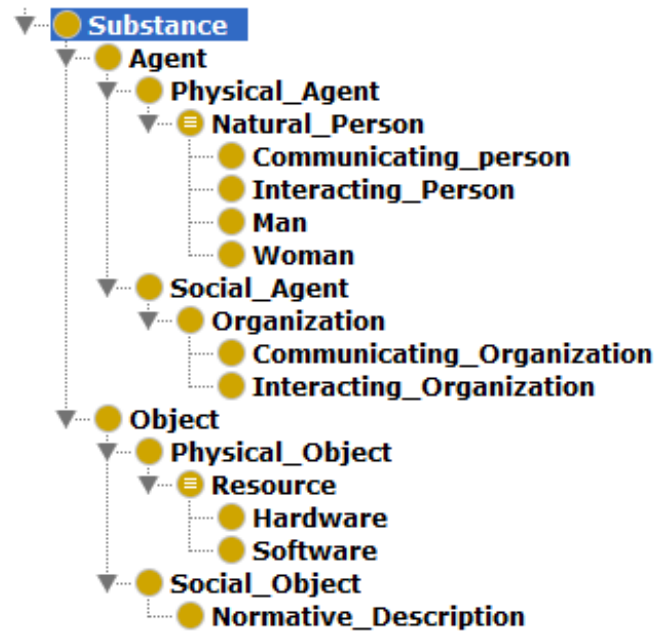 Substance
Agent
Physical_Agent
Natural_Person
Communicating_person
Interacting_Person
Man
Woman
Social_Agent
Organization
Communicating_Organization
Interacting_Organization
Object
Physical_Object
Resource
Hardware
Software
Social_Object
Normative_Description